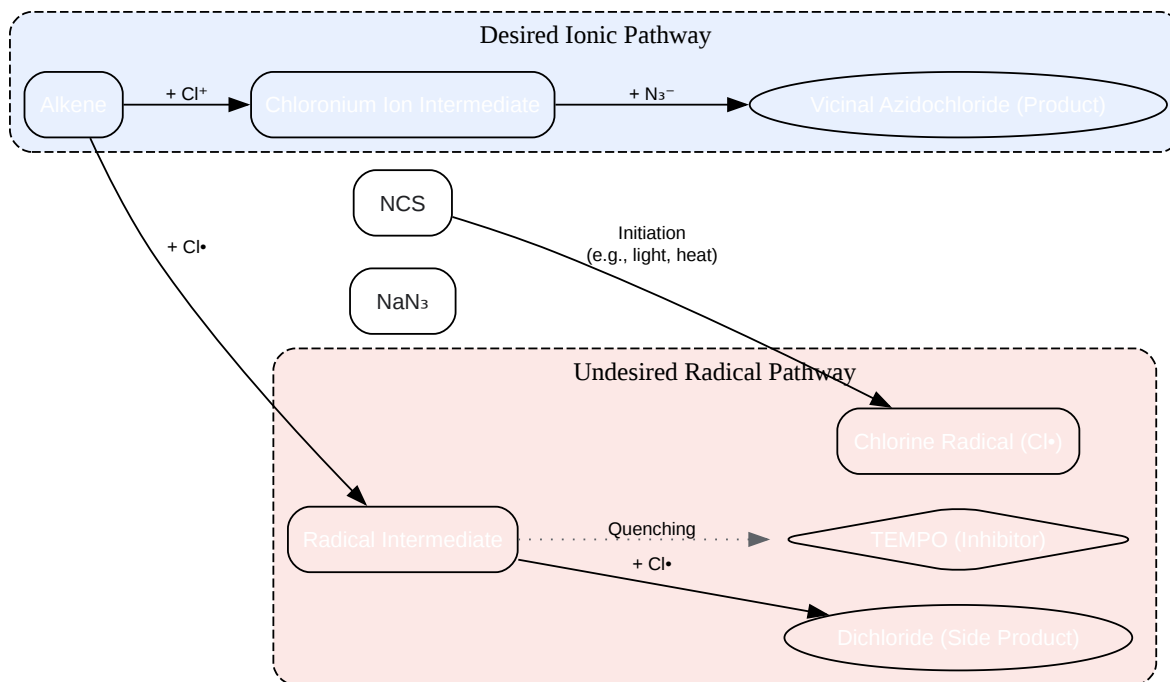 Desired Ionic Pathway
Alkene
+ Cl⁺
Chloronium Ion Intermediate
+ N₃⁻
Vicinal Azidochloride (Product)
NCS
+ Cl•
Initiation
(e.g., light, heat)
NaN₃
Undesired Radical Pathway
Chlorine Radical (Cl•)
Radical Intermediate
Quenching
TEMPO (Inhibitor)
+ Cl•
Dichloride (Side Product)